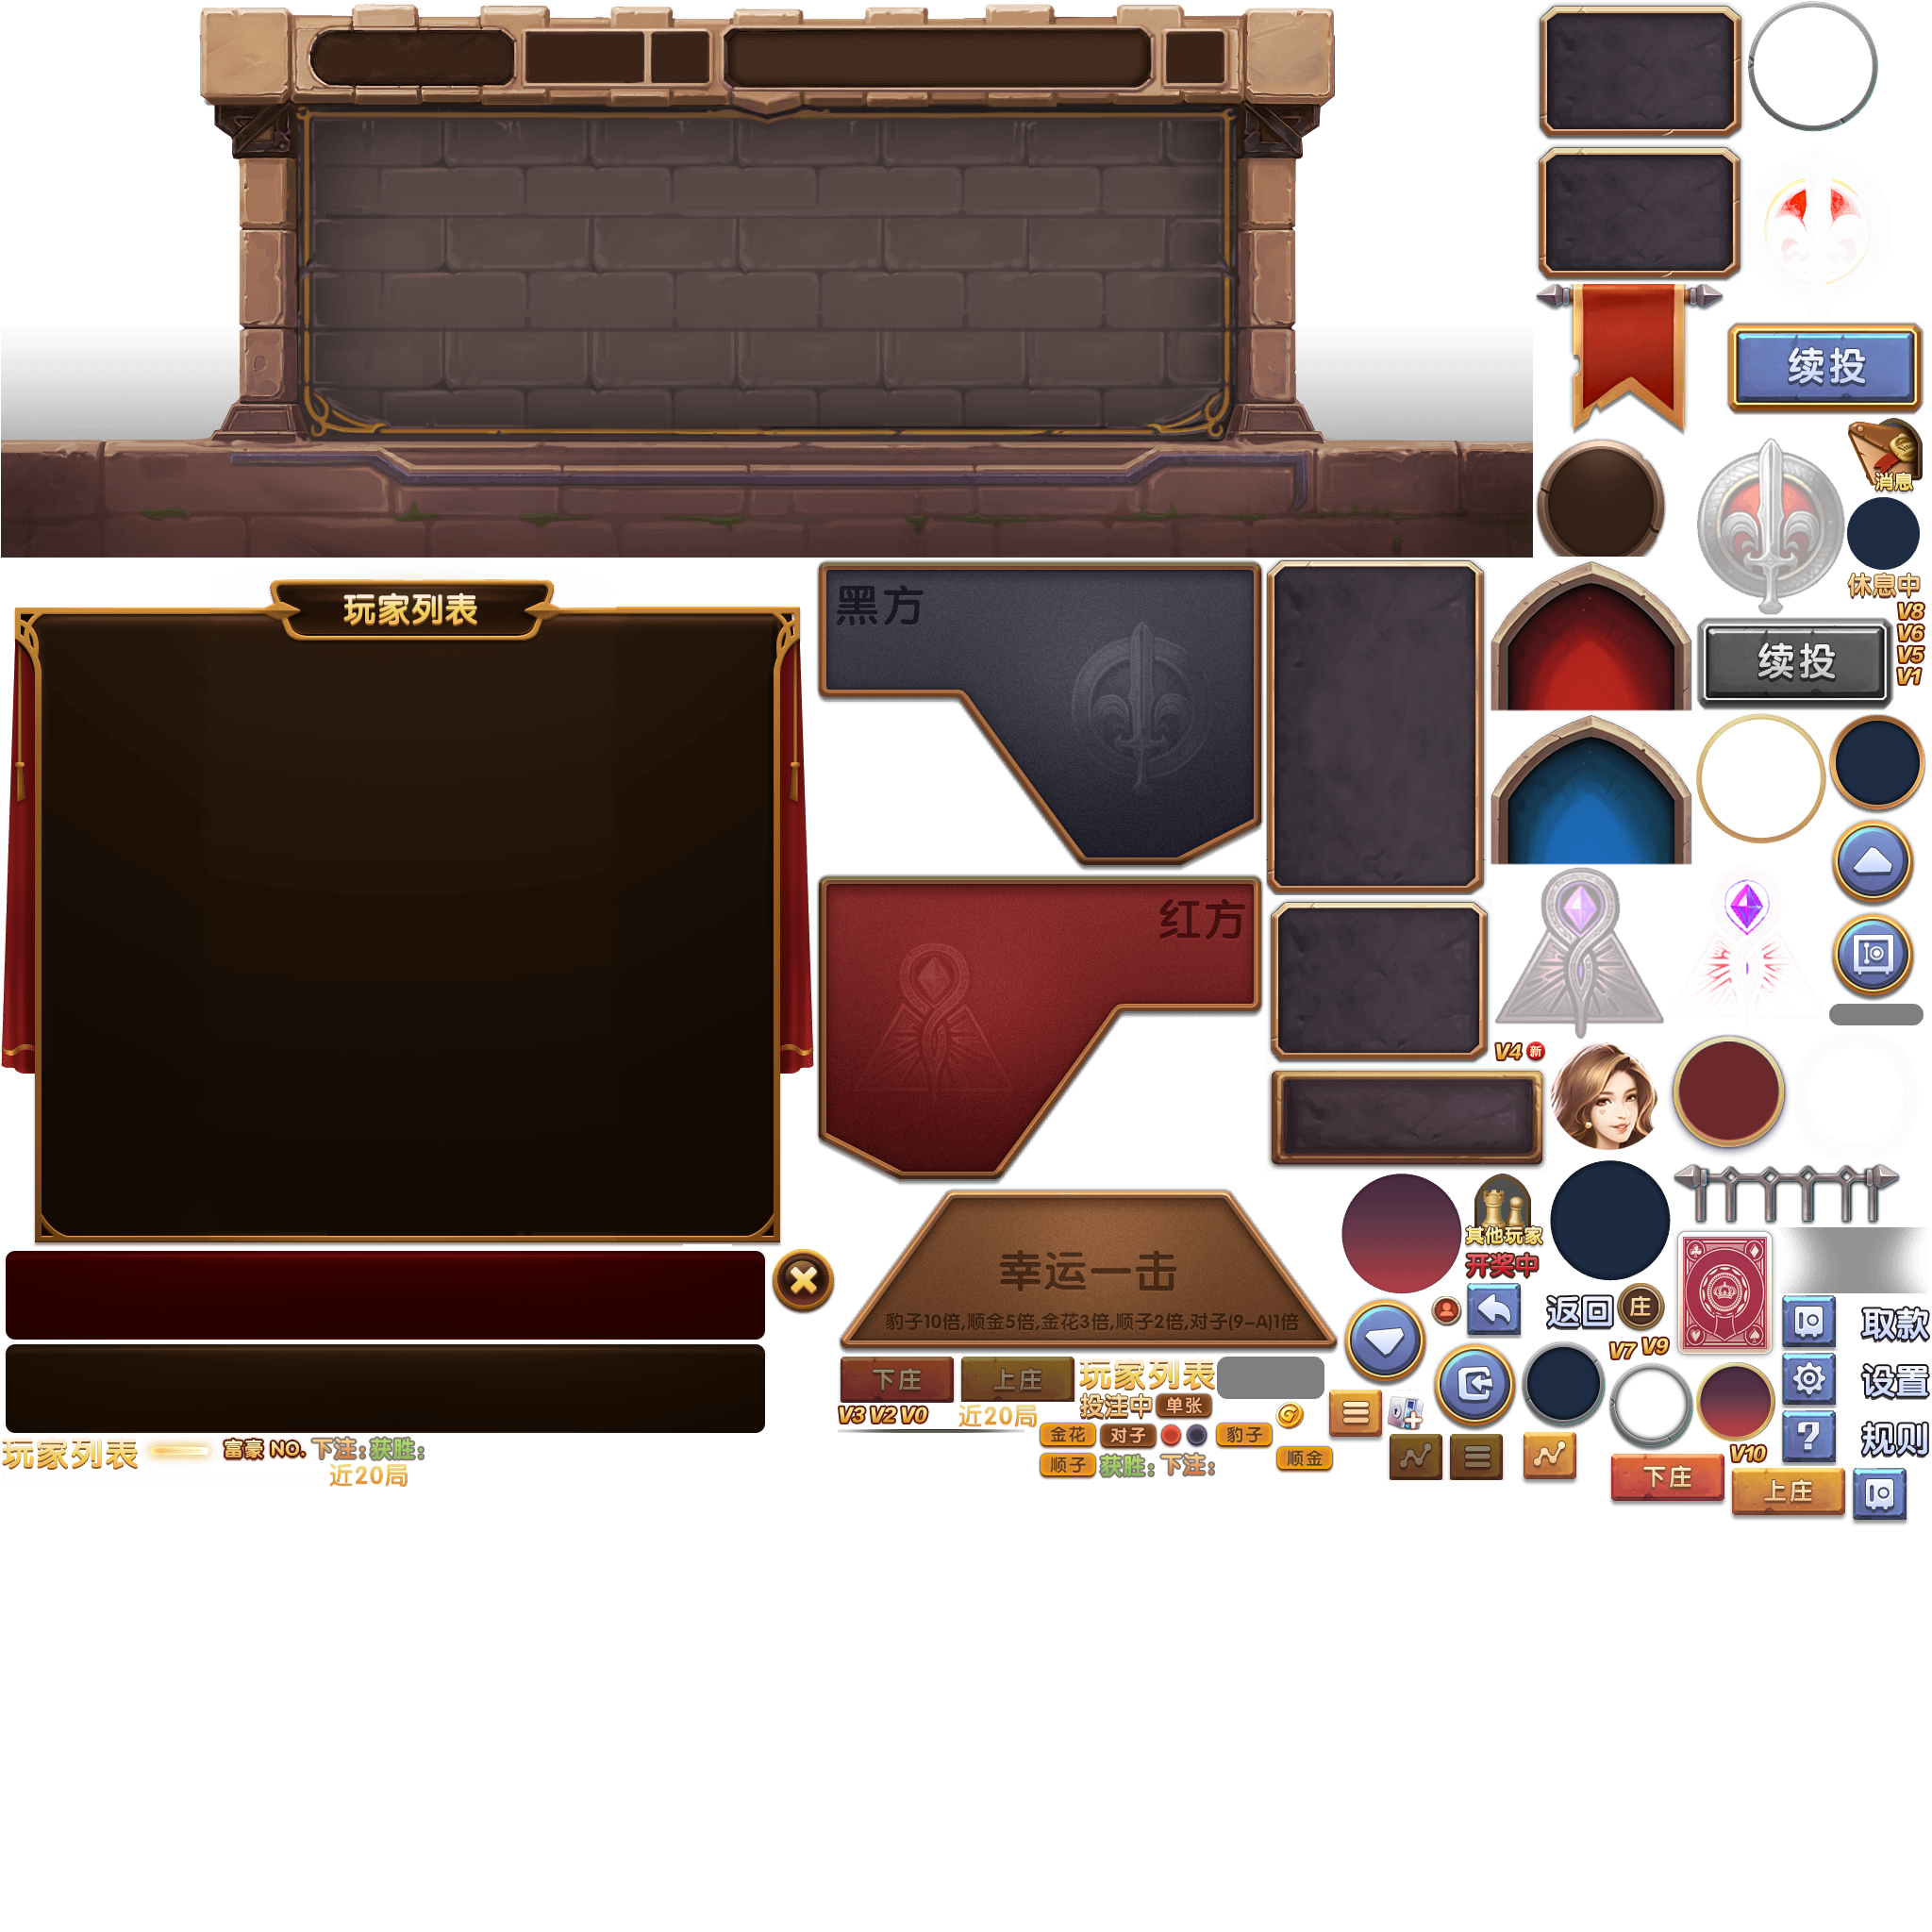 续投
消息
休息中
V8
V6
V5
V1
续投
玩家列表
黑方
红方
V4 新
其他玩家
开奖中
幸运一击
豹子10倍,顺金5倍,金花3倍,顺子2倍,对子(9-A)1倍
返回 庄
V7 V9
取款
设置
规则
下庄 上庄 玩家列表
V3 V2 V0 近20局 投注中 单张
G
金花 对子 豹子
顺子 获胜: 下注: 顺金
玩家列表 富豪 NO. 下注: 获胜:
近20局
V10
?
下庄
上庄